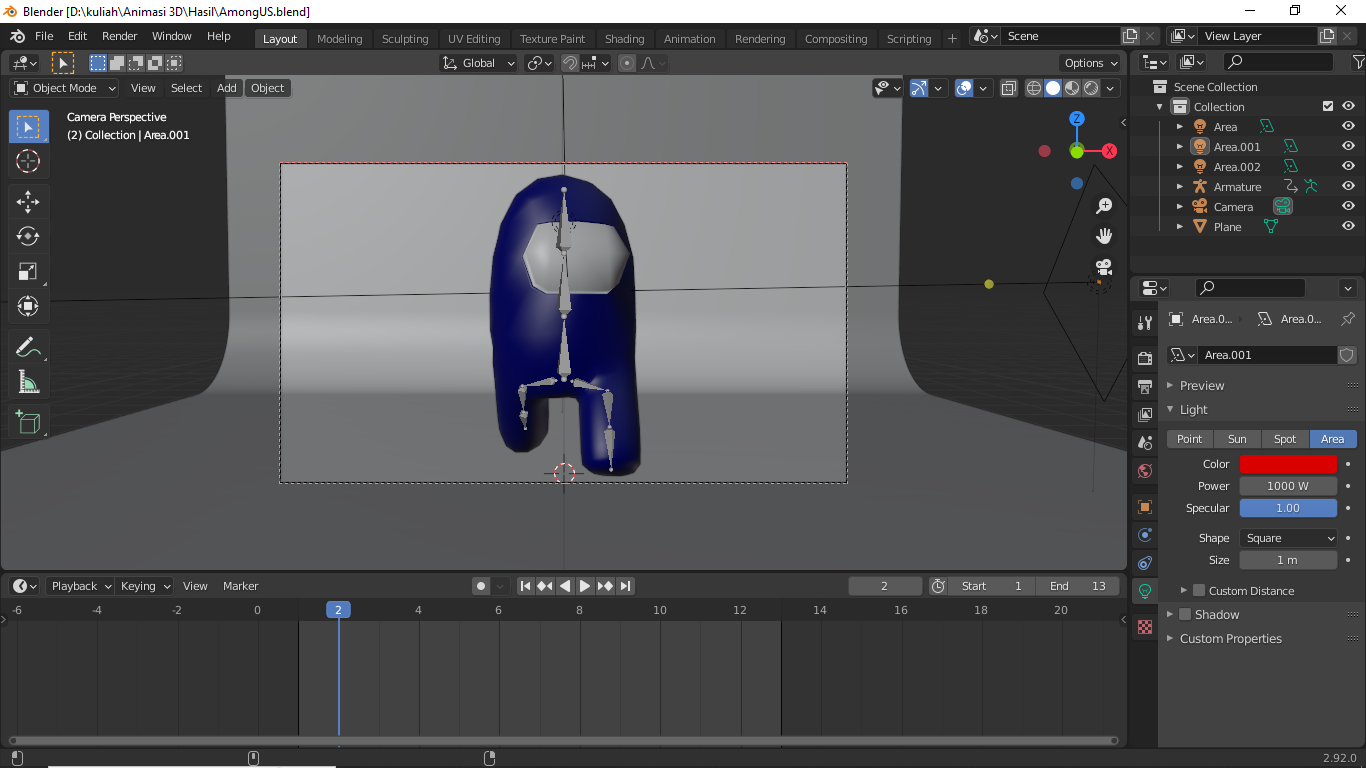 Blender [D:\kuliah\Animasi 3D\Hasil\AmongUS.blend]
File Edit Render Window Help Layout Modeling Sculpting UV Editing Texture Paint Shading Animation Rendering Compositing Scripting + Scene View Layer
Global Options
Object Mode View Select Add Object
Camera Perspective
(2) Collection | Area.001
Z
X
Scene Collection
Collection
Area
Area.001
Area.002
Armature
Camera
Plane
Area.0... Area.0...
Area.001
Preview
Light
Point Sun Spot Area
Color
Power 1000 W
Specular 1.00
Shape Square
Size 1 m
Custom Distance
Shadow
Custom Properties
Playback Keying View Marker 2 Start 1 End 13
-6 -4 -2 0 2 4 6 8 10 12 14 16 18 20
2.92.0